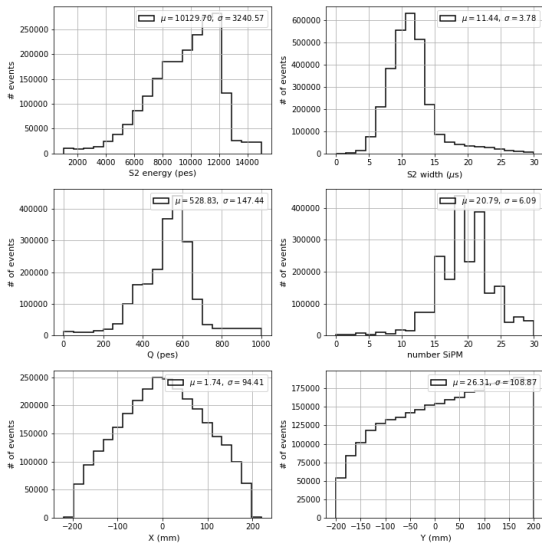 μ=10129.70, σ=3240.57
# events
250000
200000
150000
100000
50000
0
2000 4000 6000 8000 10000 12000 14000
S2 energy (pes)
μ=11.44, σ=3.78
# of events
600000
500000
400000
300000
200000
100000
0
0 5 10 15 20 25 30
S2 width (μs)
μ=528.83, σ=147.44
# of events
400000
300000
200000
100000
0
0 200 400 600 800 1000
Q (pes)
μ=20.79, σ=6.09
# of events
400000
300000
200000
100000
0
0 5 10 15 20 25 30
number SiPM
μ=1.74, σ=94.41
# of events
250000
200000
150000
100000
50000
0
−200 −100 0 100 200
X (mm)
μ=26.31, σ=108.87
# of events
175000
150000
125000
100000
75000
50000
25000
0
−200 −150 −100 −50 0 50 100 150 200
Y (mm)